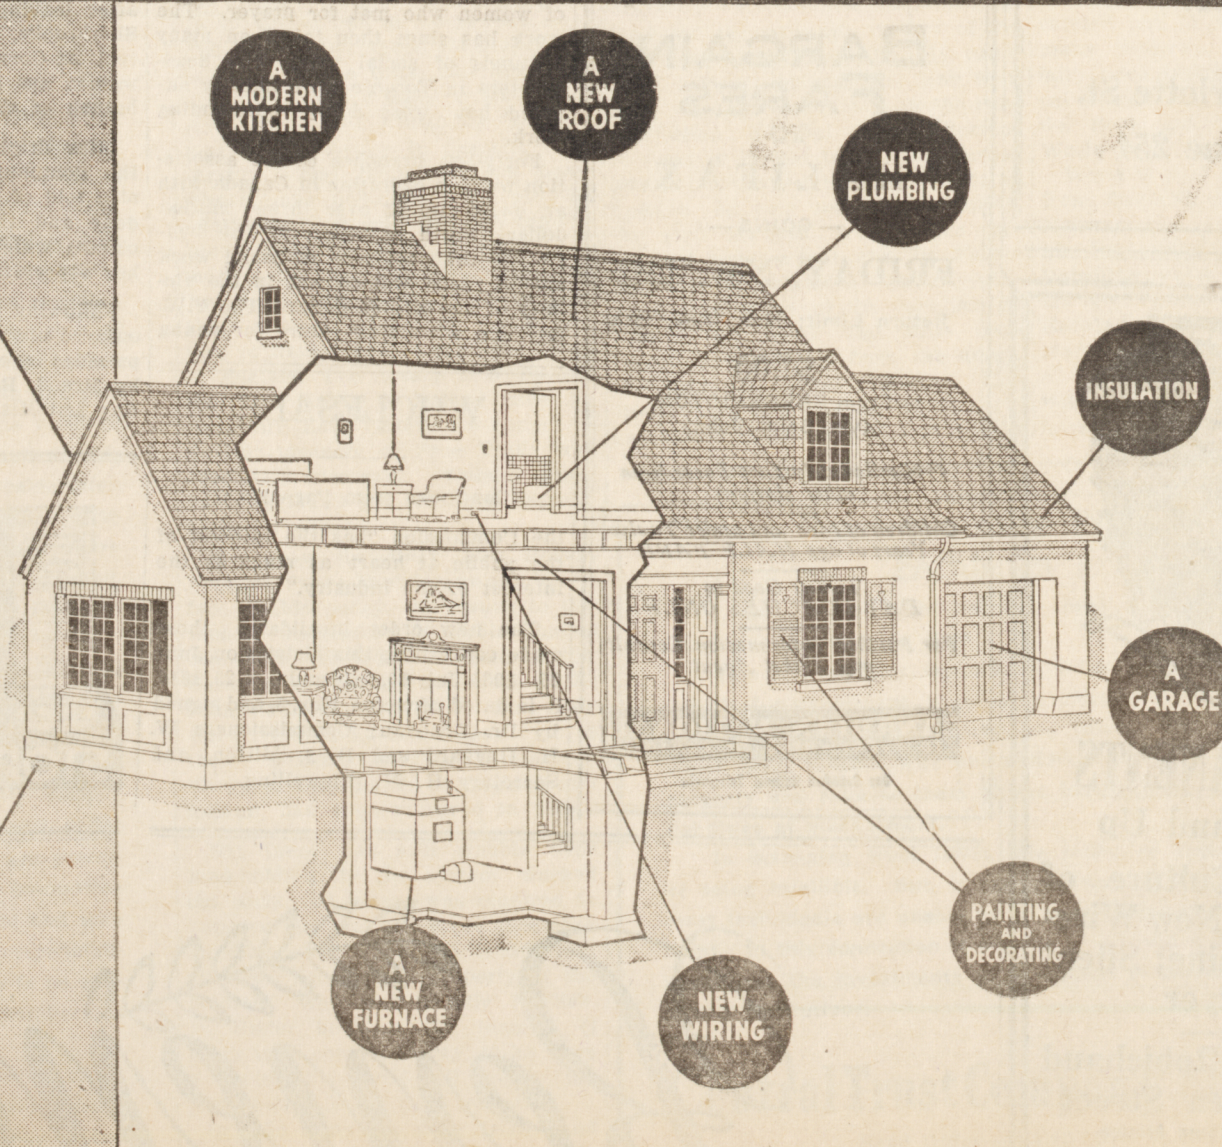 A
MODERN
KITCHEN
A
NEW
ROOF
NEW
PLUMBING
INSULATION
A
GARAGE
PAINTING
AND
DECORATING
A
NEW
FURNACE
NEW
WIRING